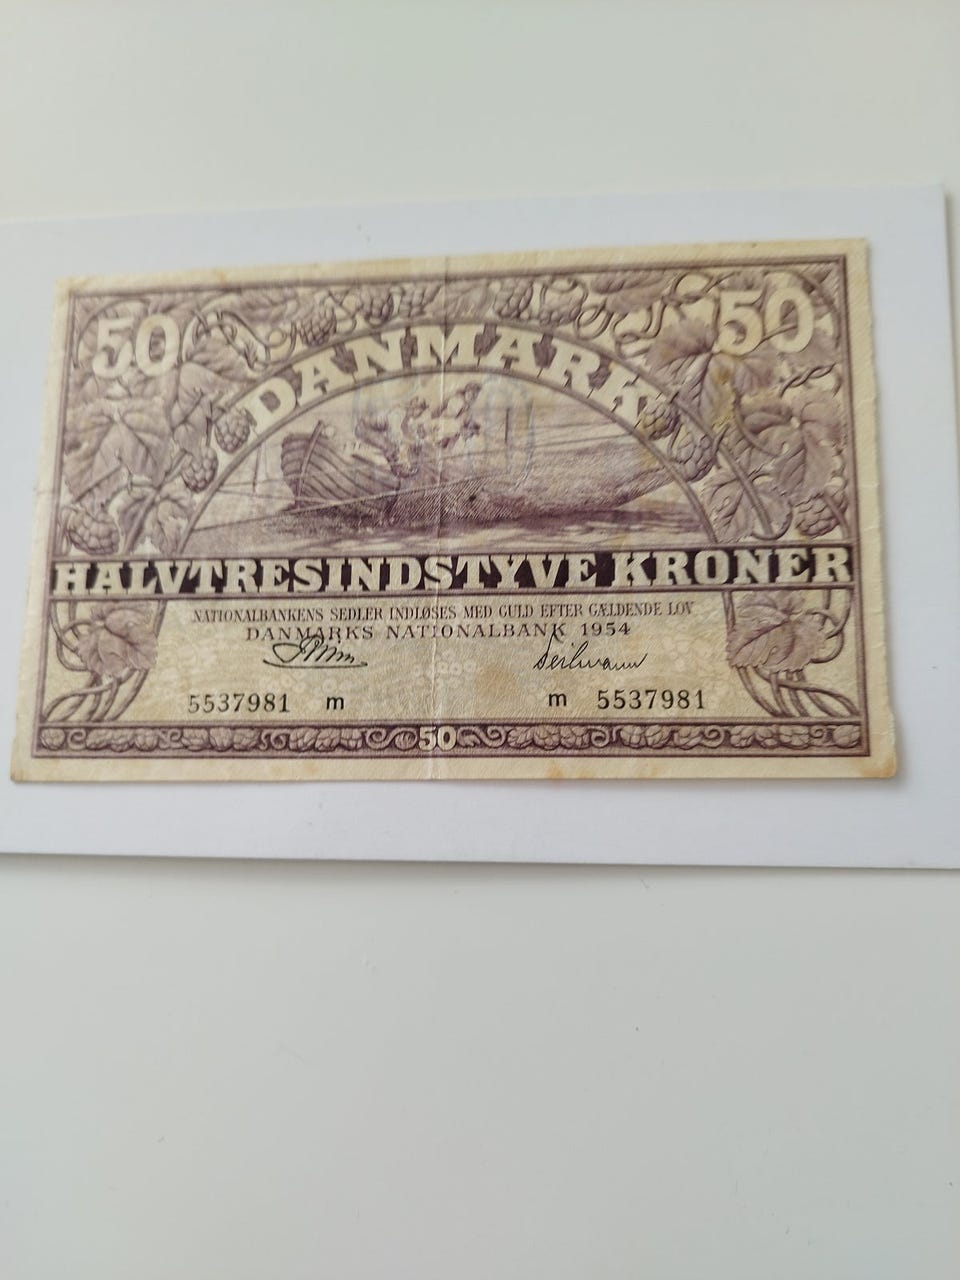 50 50
DANMARK
HALVTRESINDSTYVE KRONER
NATIONALBANKENS SEDLER INDLØSES MED GULD EFTER GÆLDENDE LOV
DANMARKS NATIONALBANK 1954
5537981 m m 5537981
50